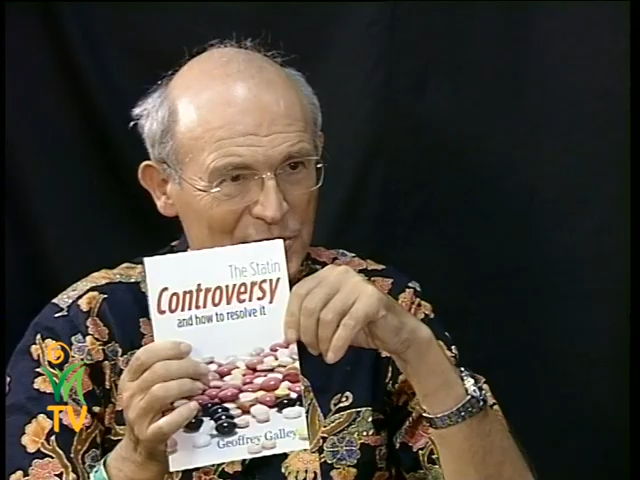 The Statin
Controversy
and how to resolve it
Geoffrey Galley
TV